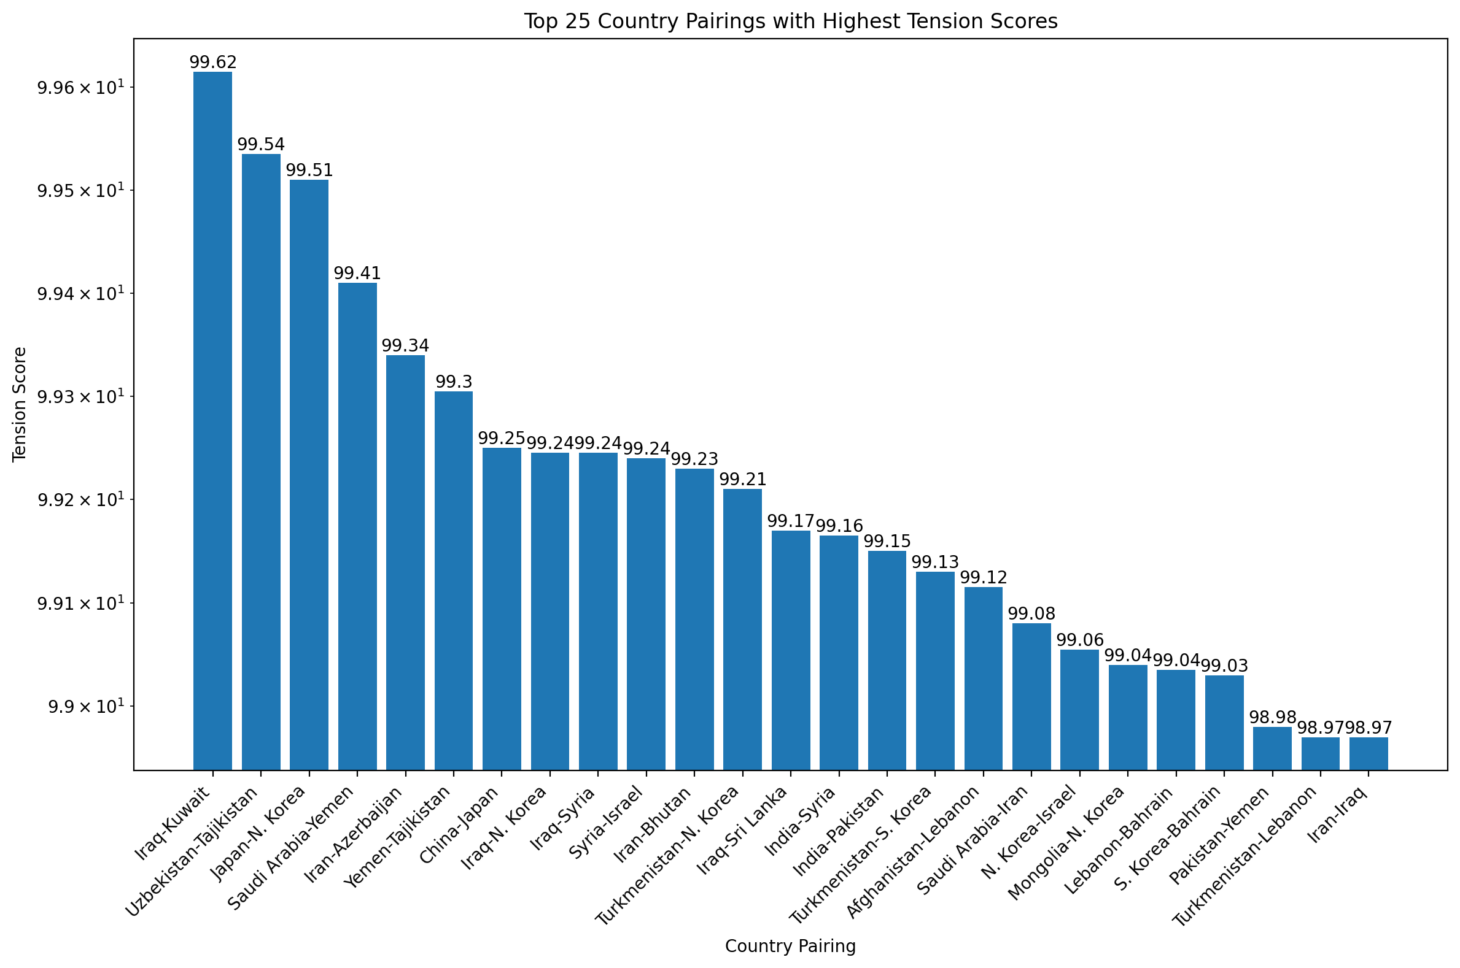 Top 25 Country Pairings with Highest Tension Scores
Tension Score
9.96 × 10¹
9.95 × 10¹
9.94 × 10¹
9.93 × 10¹
9.92 × 10¹
9.91 × 10¹
9.9 × 10¹
99.62
99.54
99.51
99.41
99.34
99.3
99.25
99.24
99.24
99.24
99.23
99.21
99.17
99.16
99.15
99.13
99.12
99.08
99.06
99.04
99.04
99.03
98.98
98.97
98.97
Iraq-Kuwait
Uzbekistan-Tajikistan
Japan-N. Korea
Saudi Arabia-Yemen
Iran-Azerbaijan
Yemen-Tajikistan
China-Japan
Iraq-N. Korea
Iraq-Syria
Syria-Israel
Iran-Bhutan
Turkmenistan-N. Korea
Iraq-Sri Lanka
India-Syria
India-Pakistan
Turkmenistan-S. Korea
Afghanistan-Lebanon
Saudi Arabia-Iran
N. Korea-Israel
Mongolia-N. Korea
Lebanon-Bahrain
S. Korea-Bahrain
Pakistan-Yemen
Turkmenistan-Lebanon
Iran-Iraq
Country Pairing